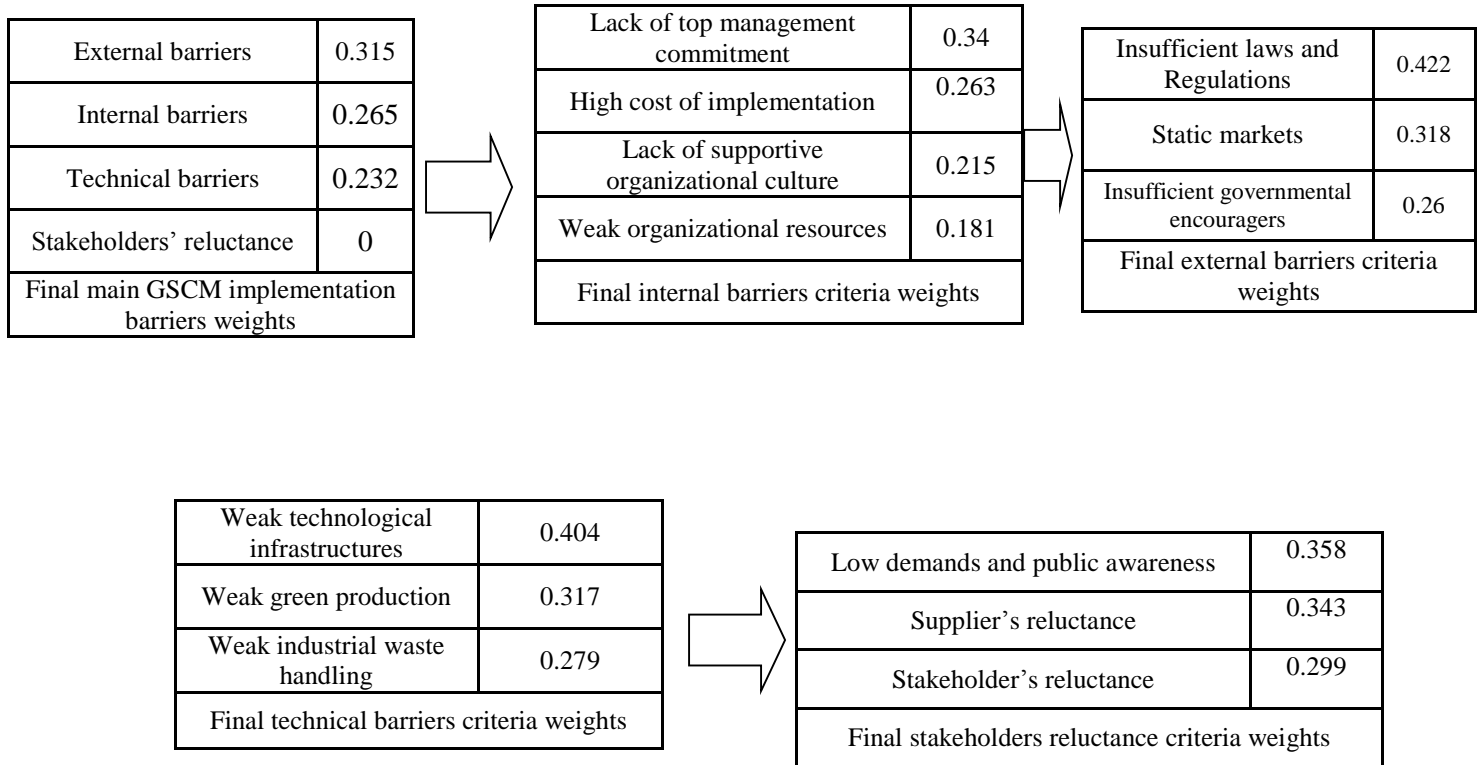 External barriers 0.315
Internal barriers 0.265
Technical barriers 0.232
Stakeholders’ reluctance 0
Final main GSCM implementation
barriers weights
Lack of top management
commitment 0.34
High cost of implementation 0.263
Lack of supportive
organizational culture 0.215
Weak organizational resources 0.181
Final internal barriers criteria weights
Insufficient laws and
Regulations 0.422
Static markets 0.318
Insufficient governmental
encouragers 0.26
Final external barriers criteria
weights
Weak technological
infrastructures 0.404
Weak green production 0.317
Weak industrial waste
handling 0.279
Final technical barriers criteria weights
Low demands and public awareness 0.358
Supplier’s reluctance 0.343
Stakeholder’s reluctance 0.299
Final stakeholders reluctance criteria weights